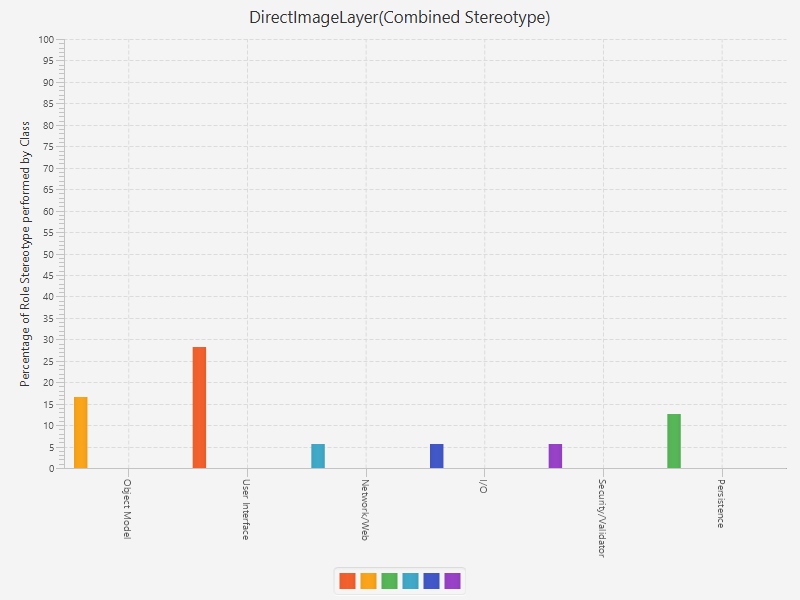 DirectImageLayer(Combined Stereotype)
Percentage of Role Stereotype performed by Class
100
95
90
85
80
75
70
65
60
55
50
45
40
35
30
25
20
15
10
5
0
Object Model
User Interface
Network/Web
I/O
Security/Validator
Persistence